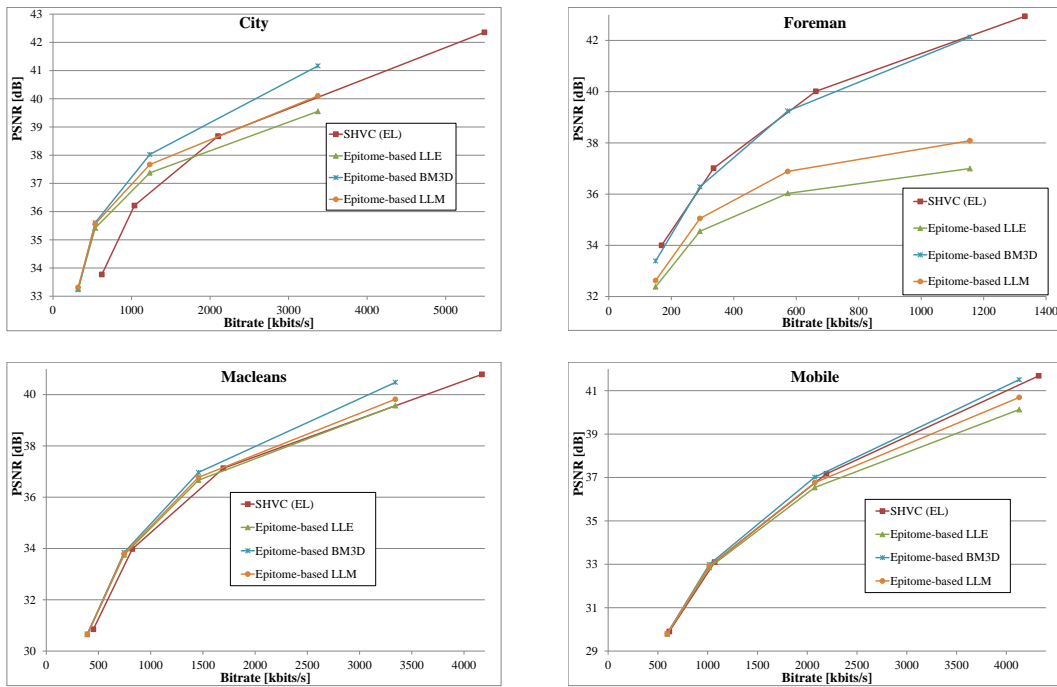 City
PSNR [dB]
43
42
41
40
39
38
37
36
35
34
33
0 1000 2000 3000 4000 5000
Bitrate [kbits/s]
SHVC (EL)
Epitome-based LLE
Epitome-based BM3D
Epitome-based LLM
Foreman
PSNR [dB]
42
40
38
36
34
32
0 200 400 600 800 1000 1200 1400
Bitrate [kbits/s]
SHVC (EL)
Epitome-based LLE
Epitome-based BM3D
Epitome-based LLM
Macleans
PSNR [dB]
40
38
36
34
32
30
0 500 1000 1500 2000 2500 3000 3500 4000
Bitrate [kbits/s]
SHVC (EL)
Epitome-based LLE
Epitome-based BM3D
Epitome-based LLM
Mobile
PSNR [dB]
41
39
37
35
33
31
29
0 500 1000 1500 2000 2500 3000 3500 4000
Bitrate [kbits/s]
SHVC (EL)
Epitome-based LLE
Epitome-based BM3D
Epitome-based LLM